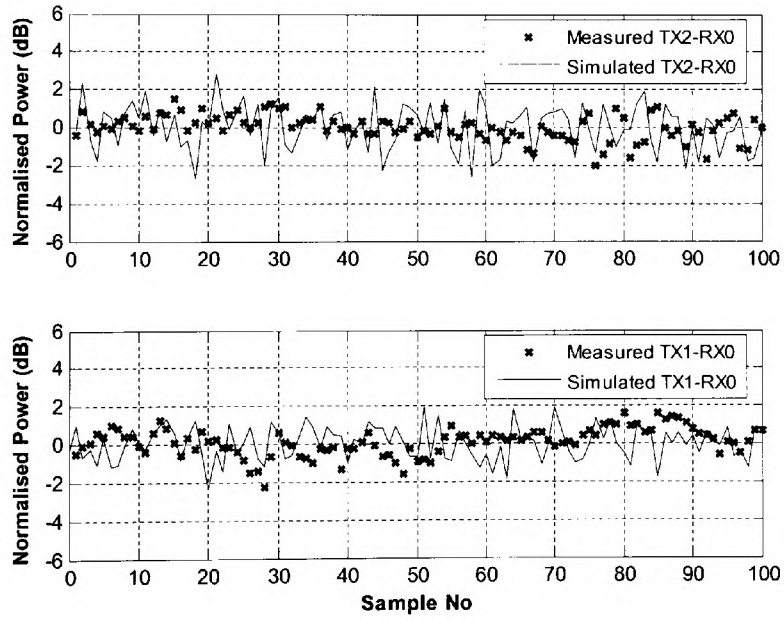 Normalised Power (dB)
6
4
2
0
-2
-4
-6
0 10 20 30 40 50 60 70 80 90 100
Measured TX2-RX0
Simulated TX2-RX0
Normalised Power (dB)
6
4
2
0
-2
-4
-6
0 10 20 30 40 50 60 70 80 90 100
Measured TX1-RX0
Simulated TX1-RX0
Sample No